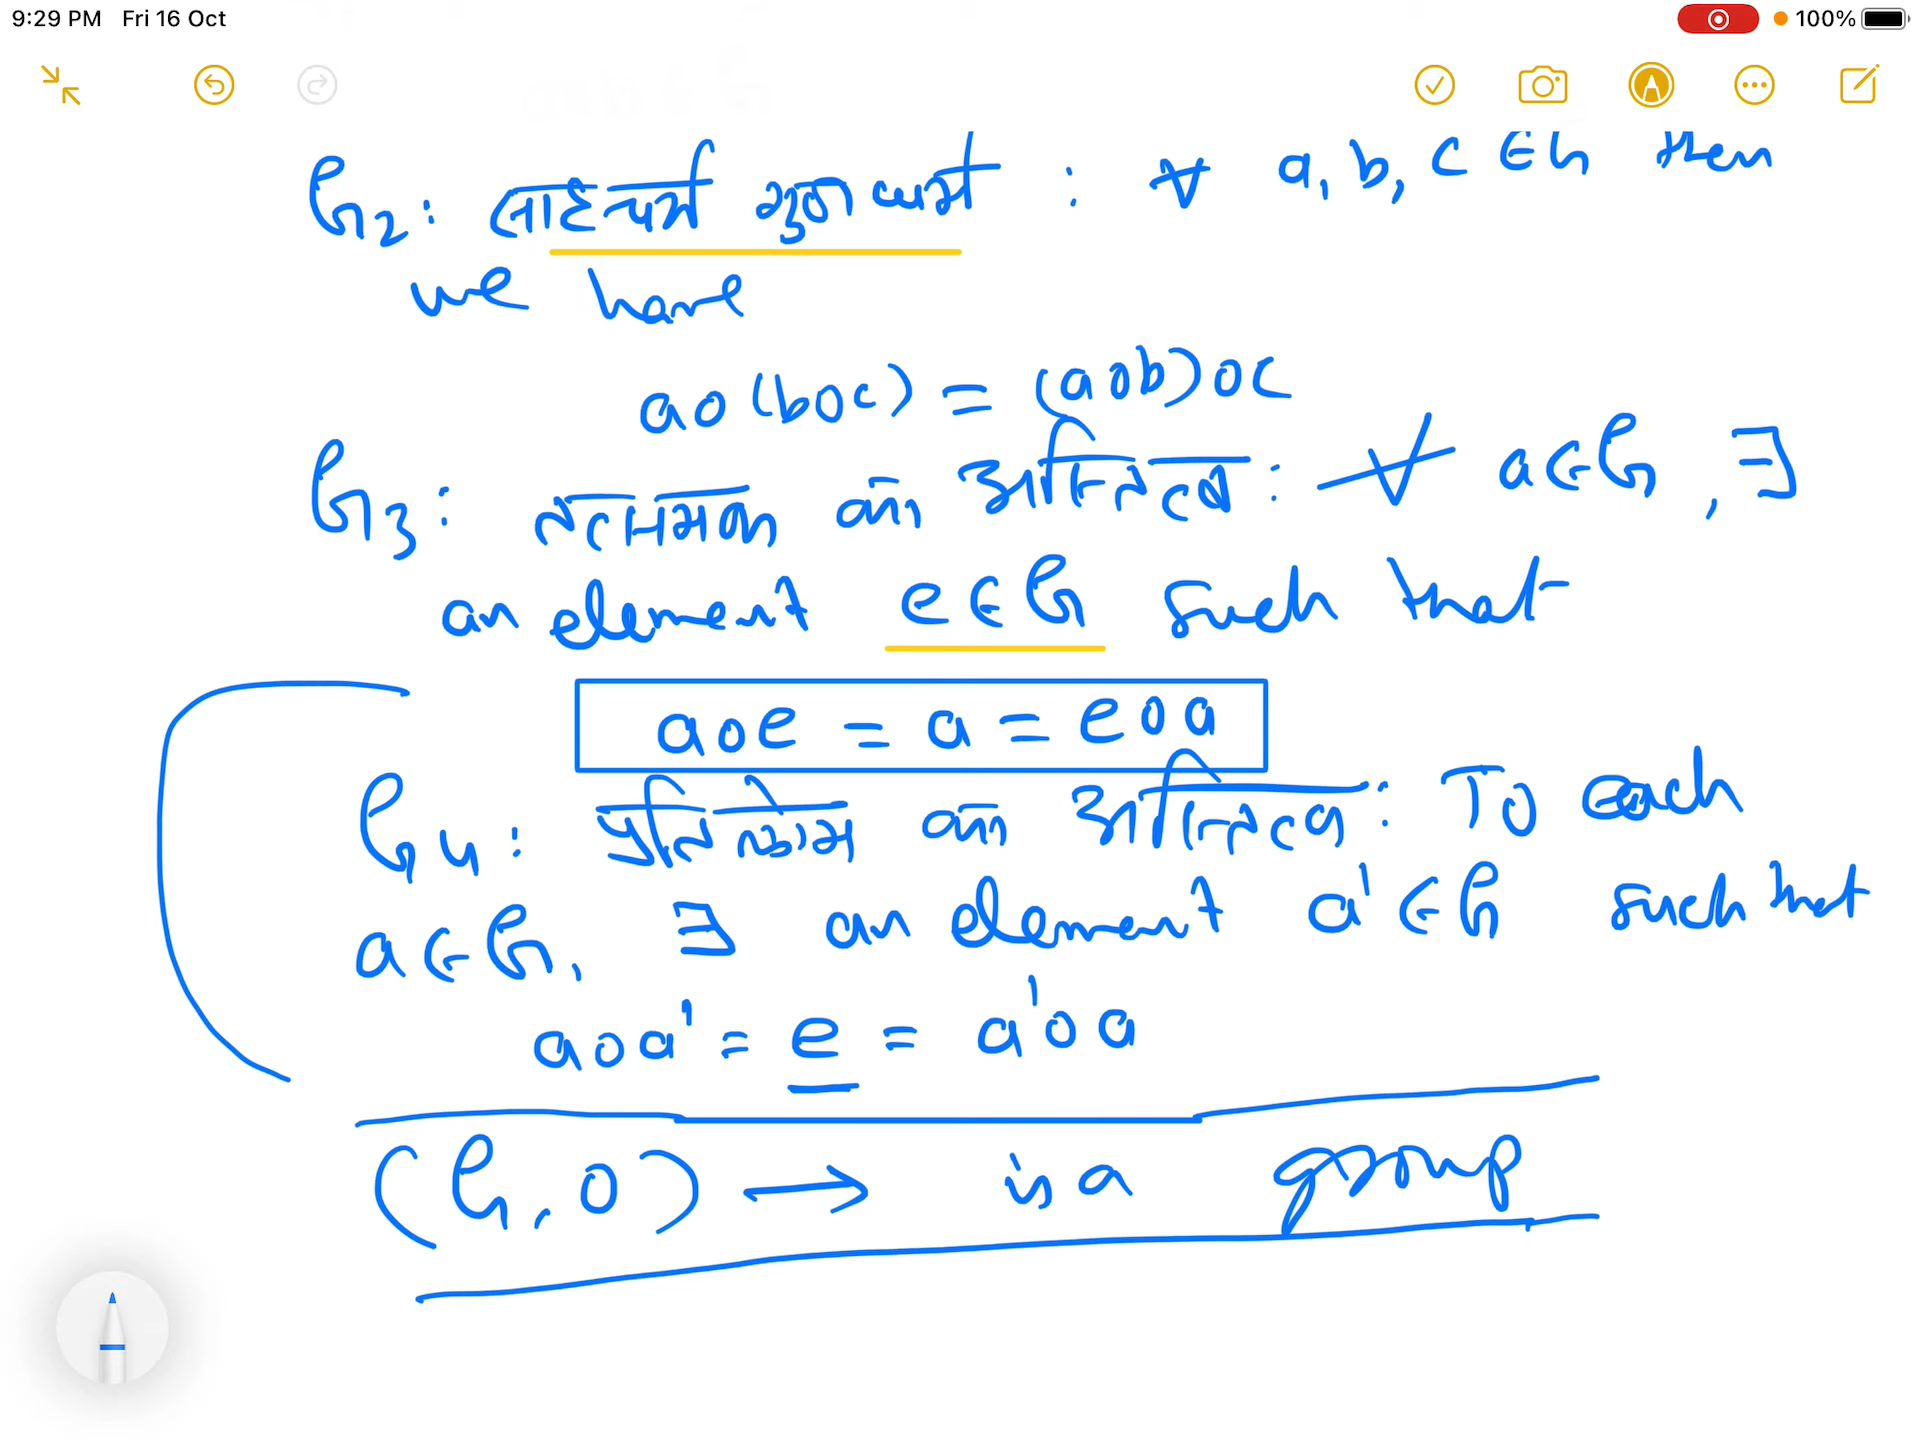 9:29 PM Fri 16 Oct
100%
G2: साहचर्य गुणधर्म : ∀ a, b, c ∈ G then
we have
ao(boc) = (aob)oc
G3: तत्समक का अस्तित्व : ∀ a∈G, ∃
an element e∈G such that
aoe = a = eoa
G4: प्रतिलोम का अस्तित्व : To each
a∈G, ∃ an element a'∈G such that
aoa' = e = a'oa
(G, o) → is a group